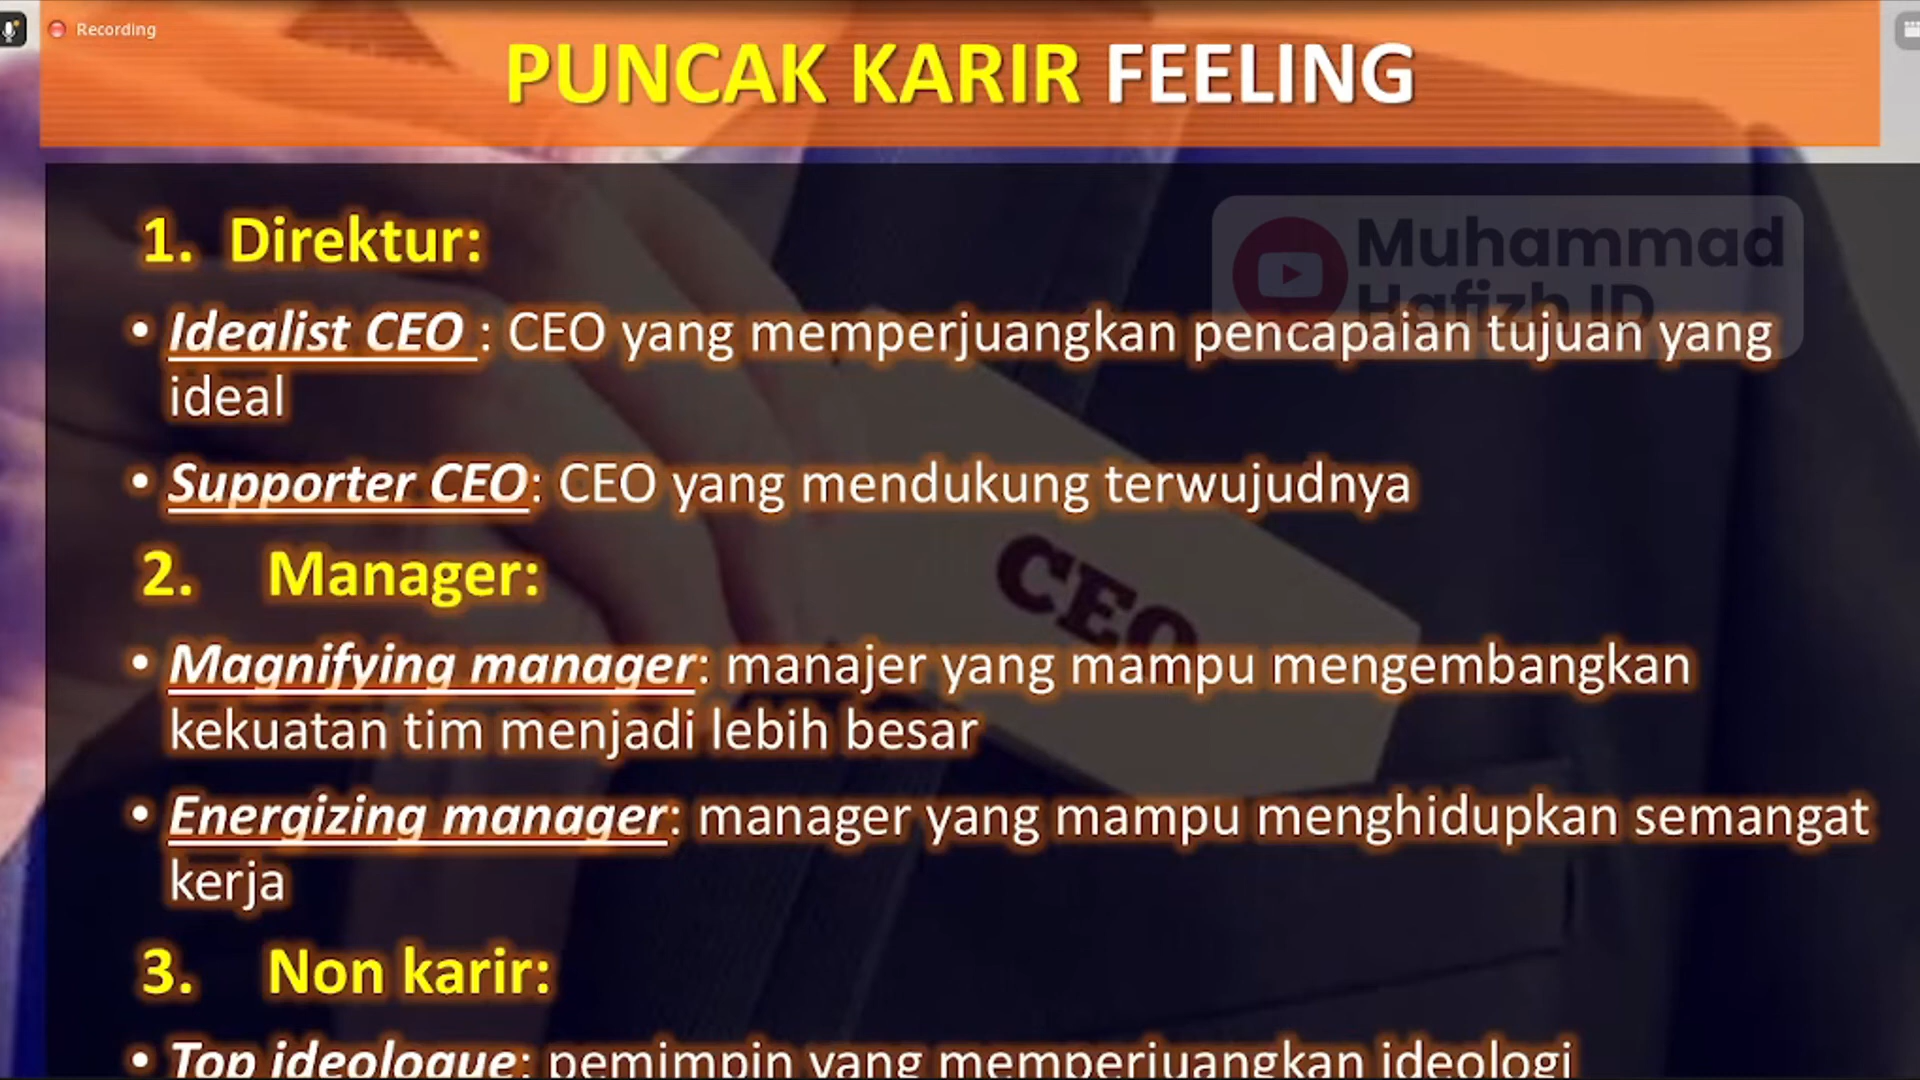 Recording
PUNCAK KARIR FEELING
Muhammad
Hafizh ID
1. Direktur:
• Idealist CEO : CEO yang memperjuangkan pencapaian tujuan yang
ideal
• Supporter CEO: CEO yang mendukung terwujudnya
CEO
2. Manager:
• Magnifying manager: manajer yang mampu mengembangkan
kekuatan tim menjadi lebih besar
• Energizing manager: manager yang mampu menghidupkan semangat
kerja
3. Non karir:
• Top ideologue: pemimpin yang memperjuangkan ideologi